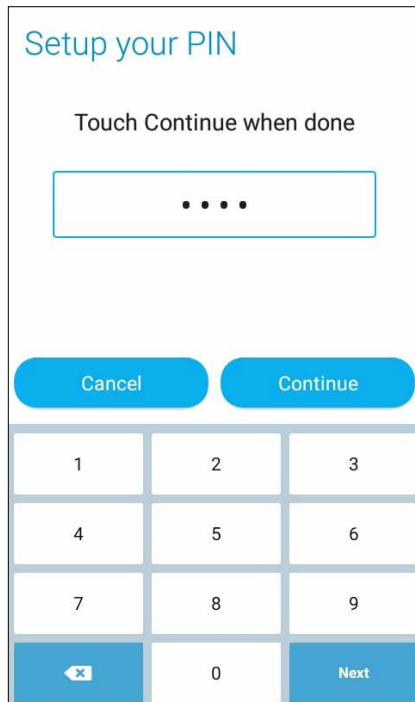 Setup your PIN
Touch Continue when done
••••
Cancel Continue
1 2 3
4 5 6
7 8 9
0 Next